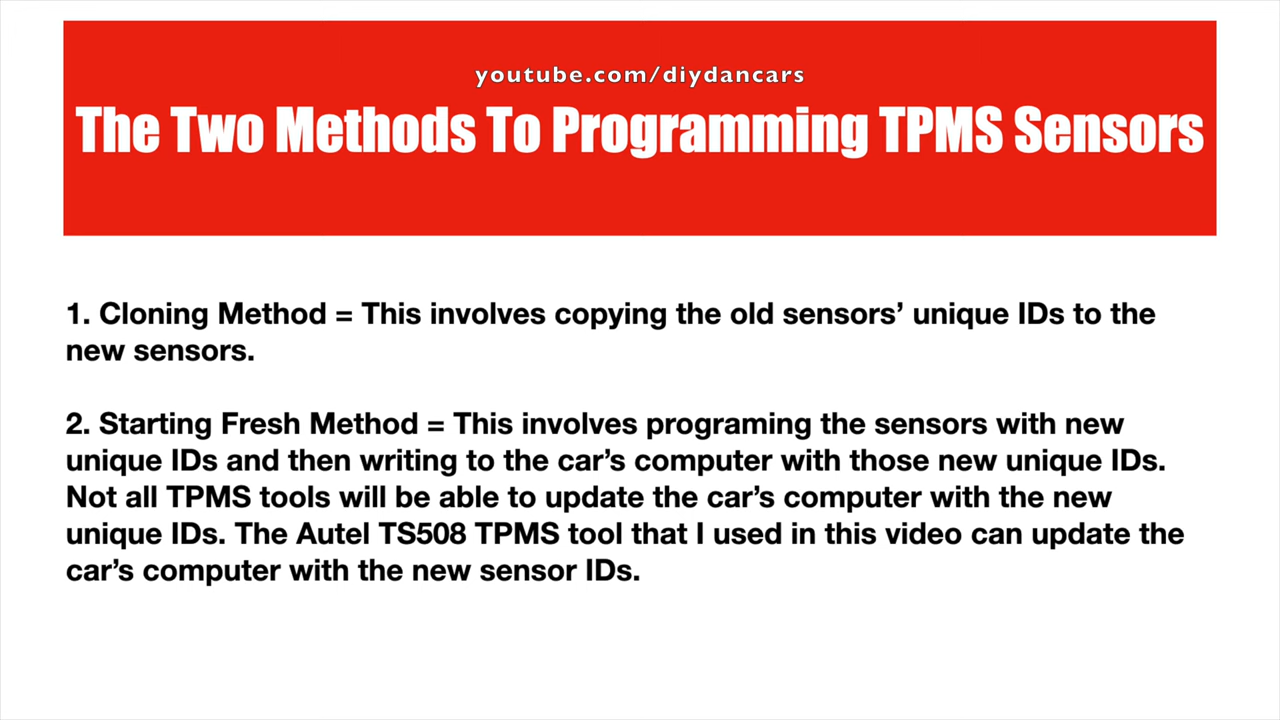 youtube.com/diydancars
The Two Methods To Programming TPMS Sensors
1. Cloning Method = This involves copying the old sensors’ unique IDs to the
new sensors.
2. Starting Fresh Method = This involves programing the sensors with new
unique IDs and then writing to the car’s computer with those new unique IDs.
Not all TPMS tools will be able to update the car’s computer with the new
unique IDs. The Autel TS508 TPMS tool that I used in this video can update the
car’s computer with the new sensor IDs.